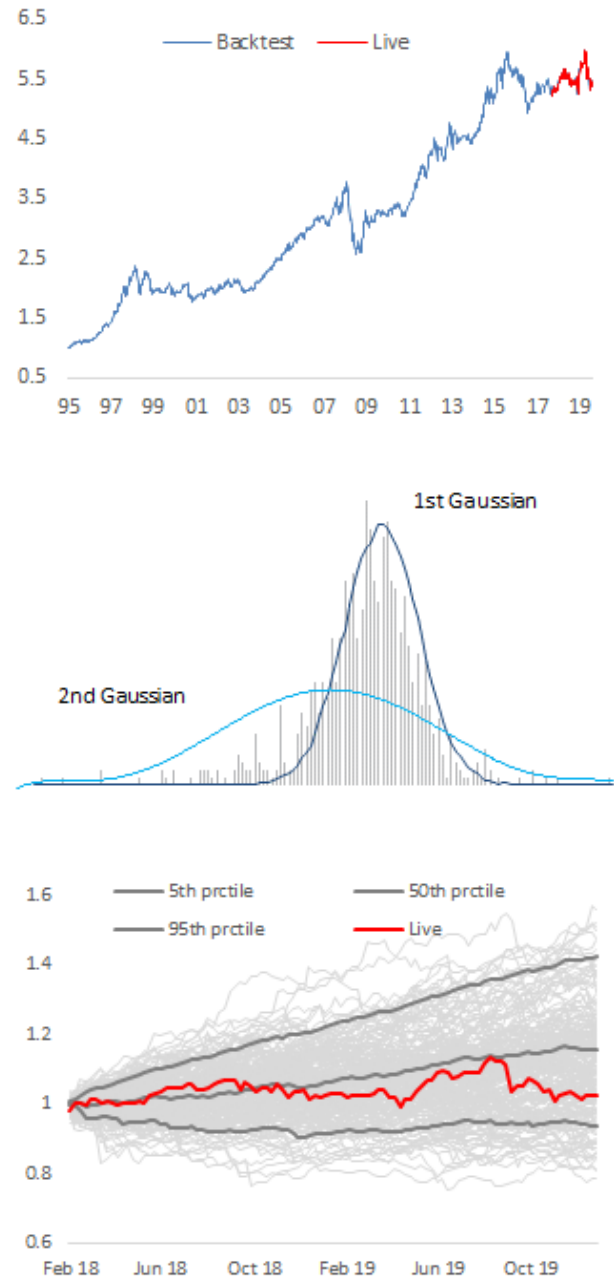 6.5
Backtest Live
5.5
4.5
3.5
2.5
1.5
0.5
95 97 99 01 03 05 07 09 11 13 15 17 19
1st Gaussian
2nd Gaussian
1.6
5th prctile 50th prctile
95th prctile Live
1.4
1.2
1
0.8
0.6
Feb 18 Jun 18 Oct 18 Feb 19 Jun 19 Oct 19